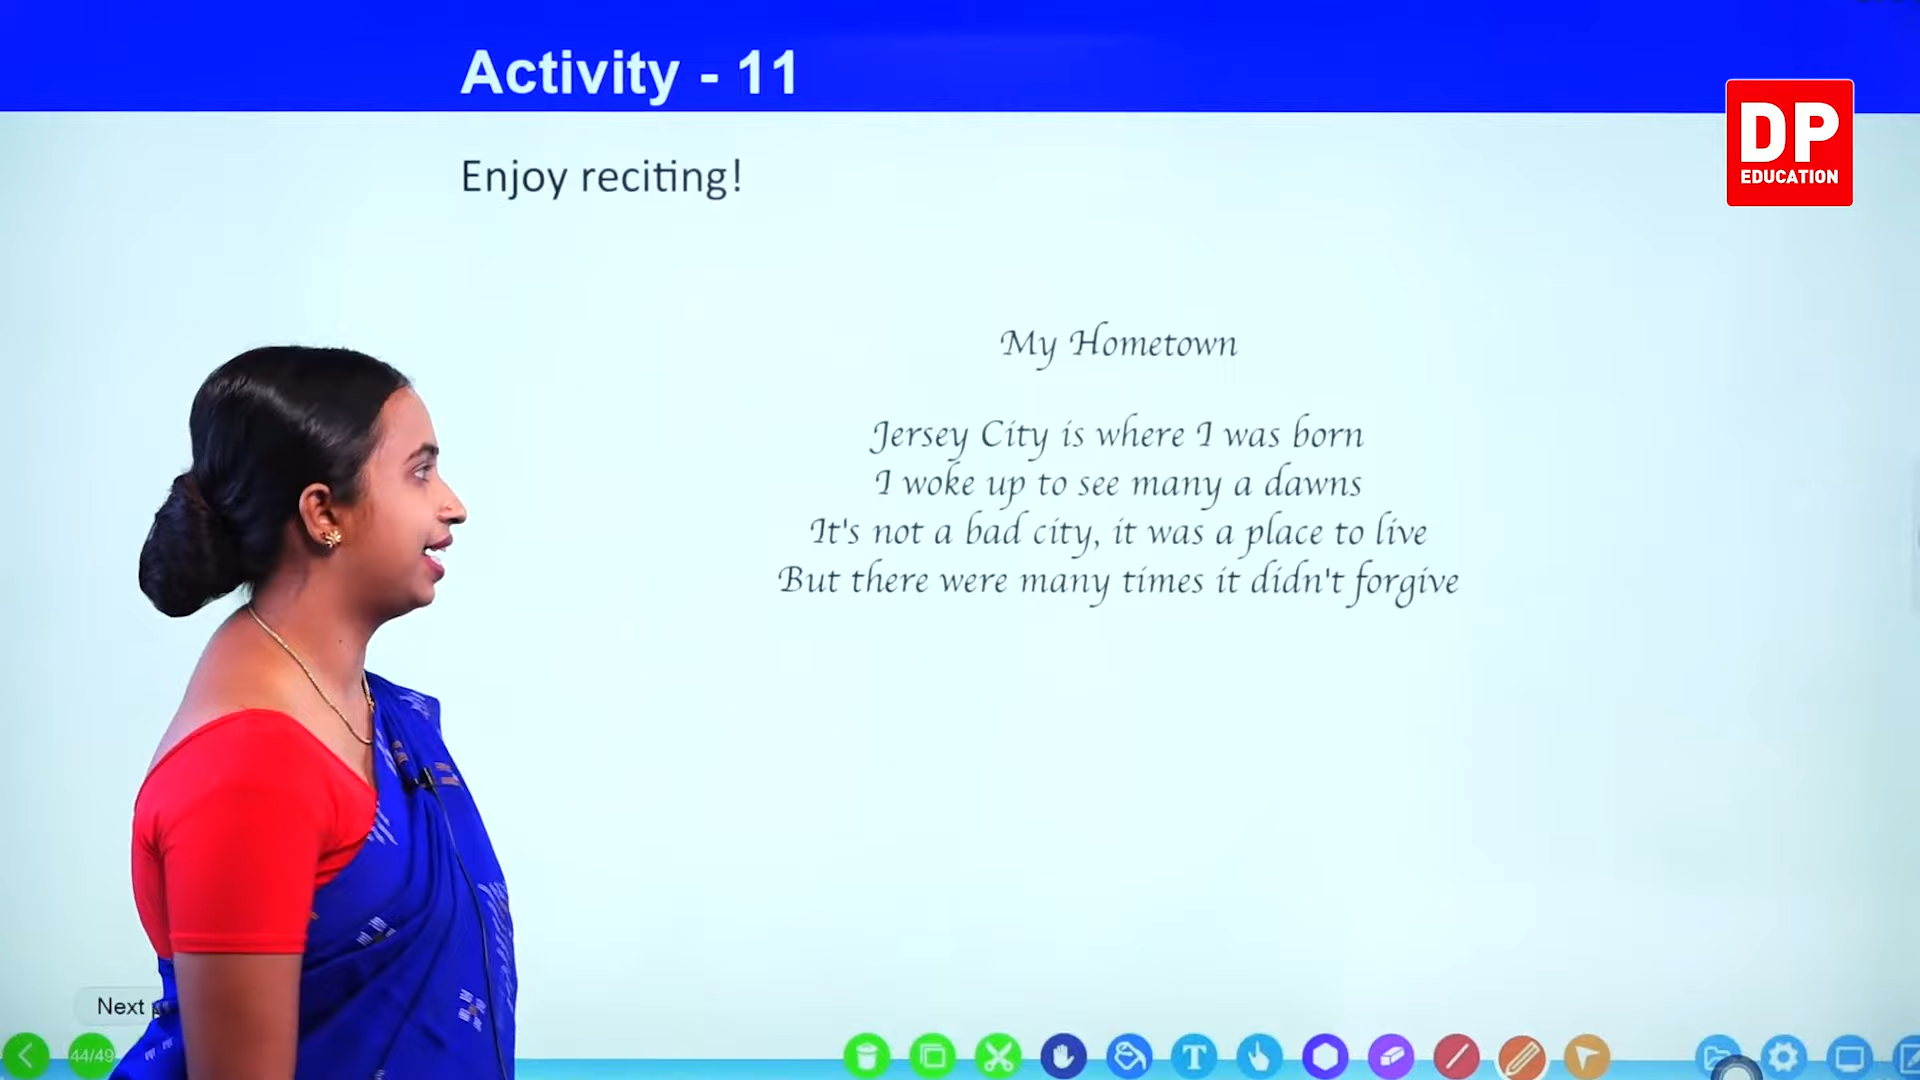 Activity - 11
DP
EDUCATION
Enjoy reciting!
My Hometown
Jersey City is where I was born
I woke up to see many a dawns
It's not a bad city, it was a place to live
But there were many times it didn't forgive
Next
44/49
T